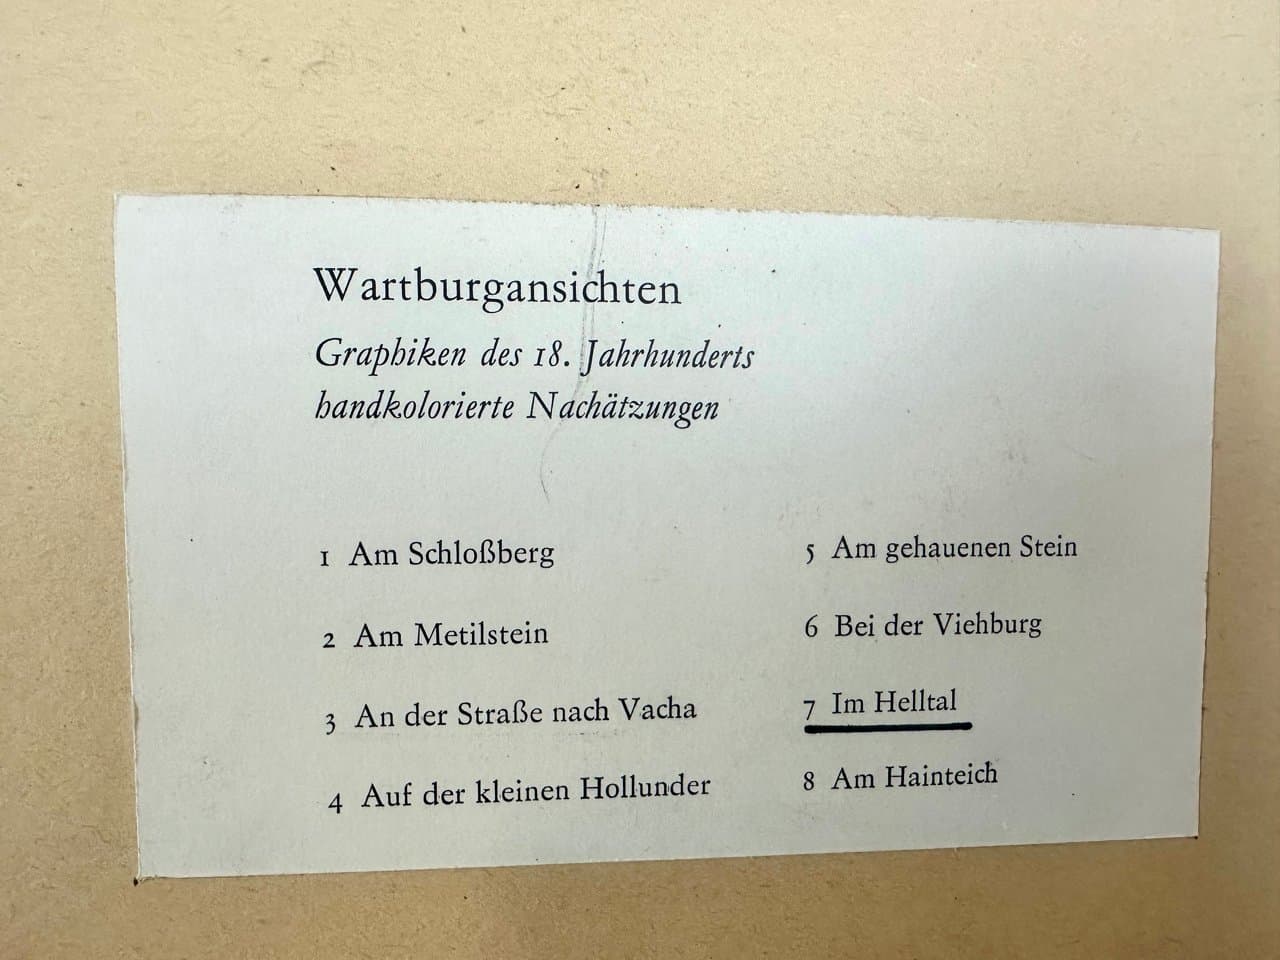 Wartburgansichten
Graphiken des 18. Jahrhunderts
handkolorierte Nachätzungen
1 Am Schloßberg
2 Am Metilstein
3 An der Straße nach Vacha
4 Auf der kleinen Hollunder
5 Am gehauenen Stein
6 Bei der Viehburg
7 Im Helltal
8 Am Hainteich